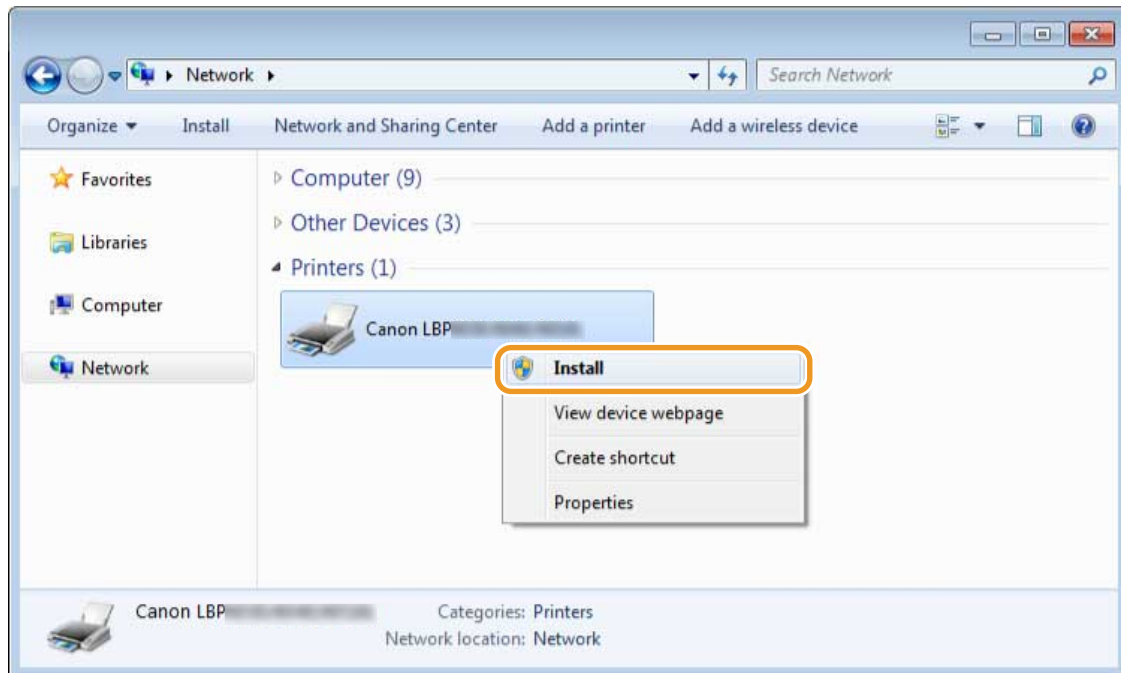 Network
Search Network
Organize Install Network and Sharing Center Add a printer Add a wireless device
Favorites
Libraries
Computer
Network
Computer (9)
Other Devices (3)
Printers (1)
Canon LBP
Install
View device webpage
Create shortcut
Properties
Canon LBP Categories: Printers
Network location: Network